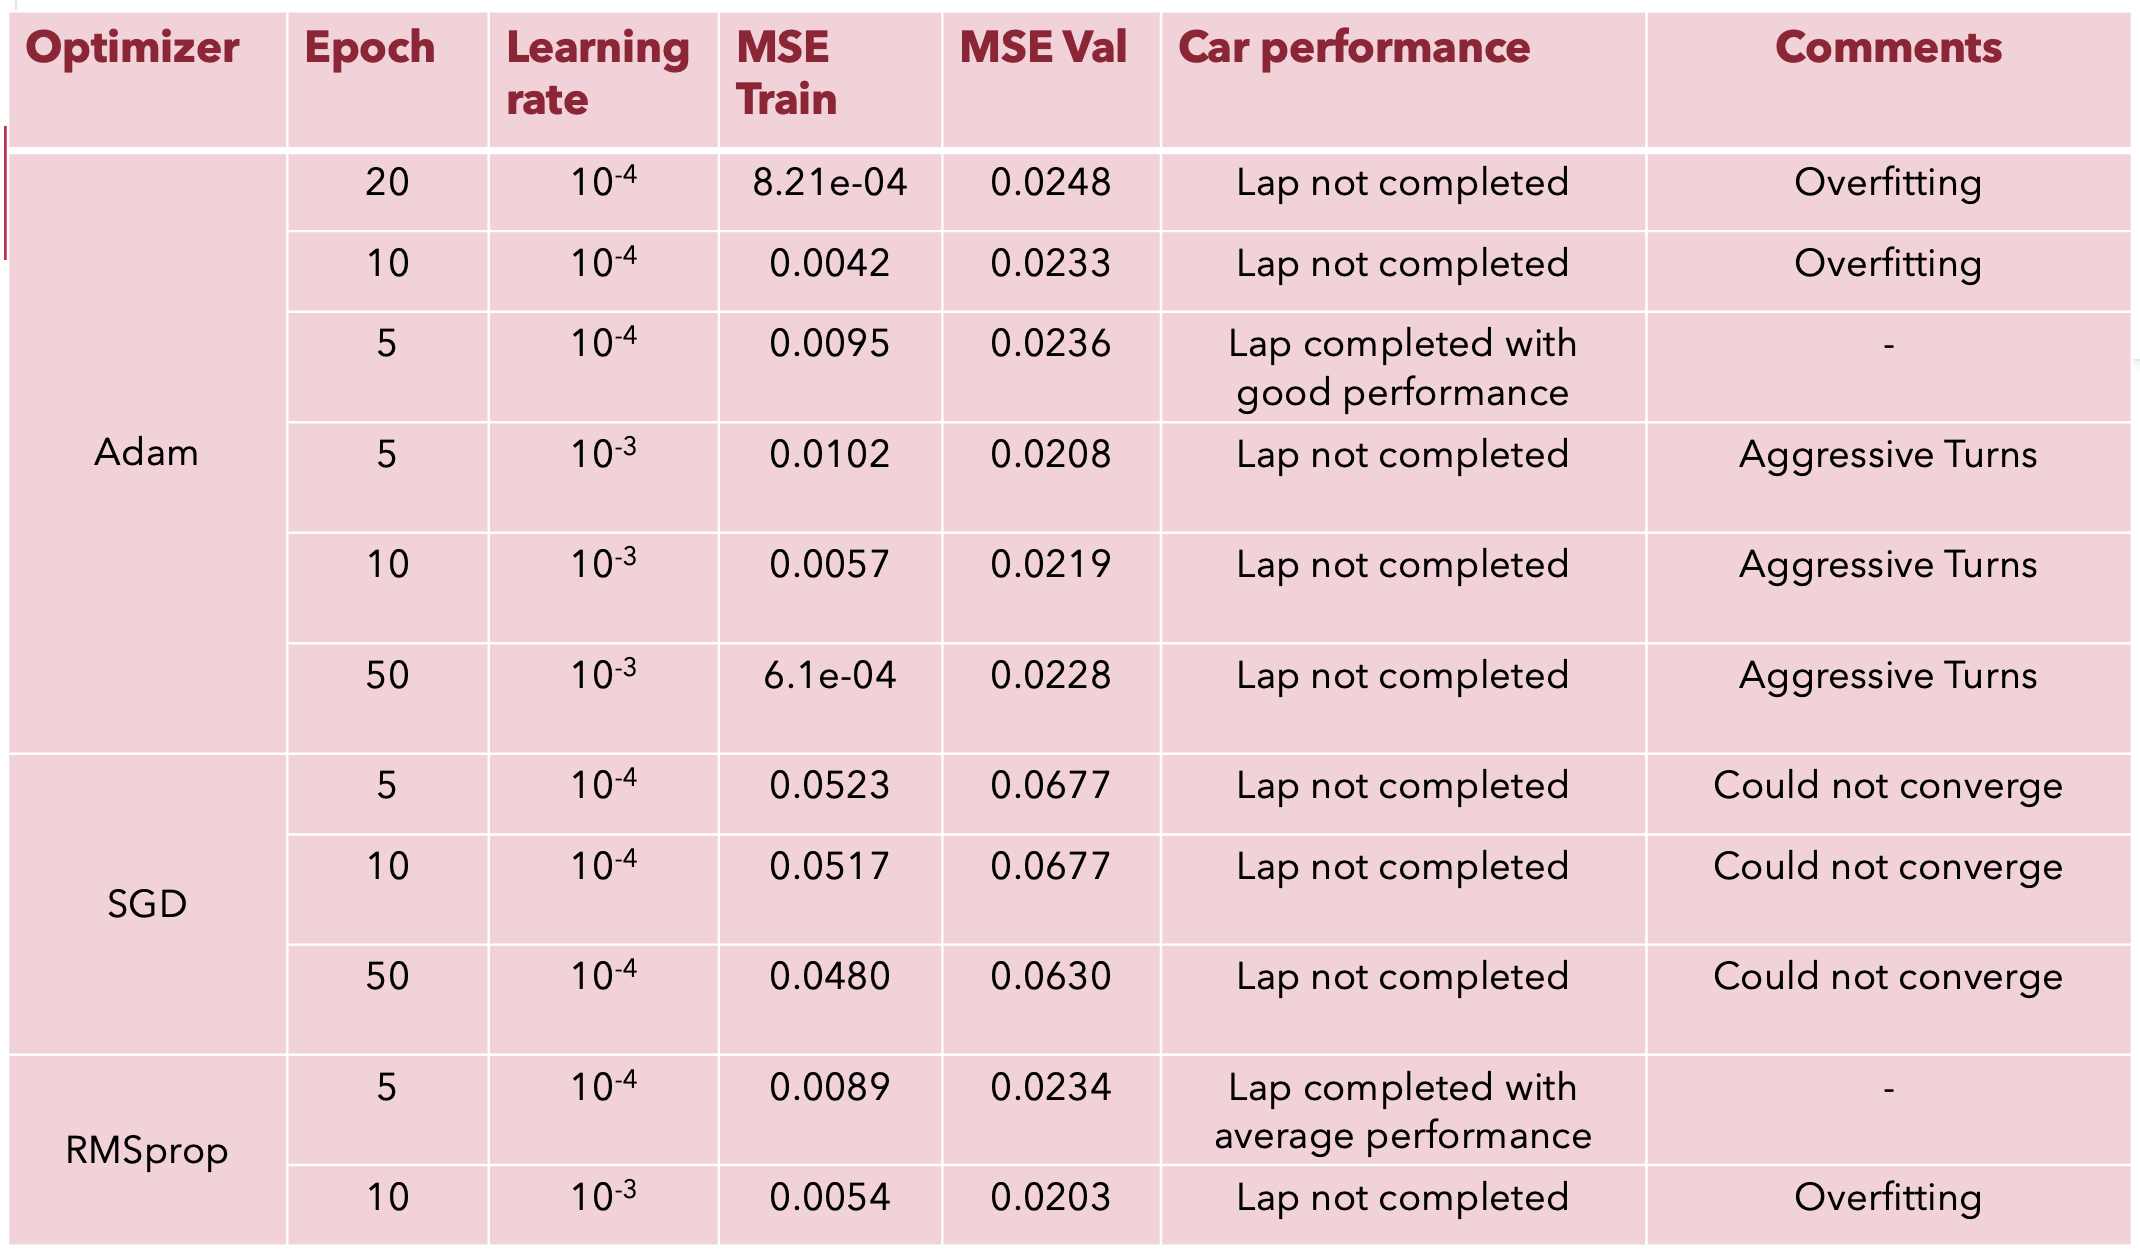 Optimizer Epoch Learning rate MSE Train MSE Val Car performance Comments
Adam
20 10⁻⁴ 8.21e-04 0.0248 Lap not completed Overfitting
10 10⁻⁴ 0.0042 0.0233 Lap not completed Overfitting
5 10⁻⁴ 0.0095 0.0236 Lap completed with good performance -
5 10⁻³ 0.0102 0.0208 Lap not completed Aggressive Turns
10 10⁻³ 0.0057 0.0219 Lap not completed Aggressive Turns
50 10⁻³ 6.1e-04 0.0228 Lap not completed Aggressive Turns
SGD
5 10⁻⁴ 0.0523 0.0677 Lap not completed Could not converge
10 10⁻⁴ 0.0517 0.0677 Lap not completed Could not converge
50 10⁻⁴ 0.0480 0.0630 Lap not completed Could not converge
RMSprop
5 10⁻⁴ 0.0089 0.0234 Lap completed with average performance -
10 10⁻³ 0.0054 0.0203 Lap not completed Overfitting